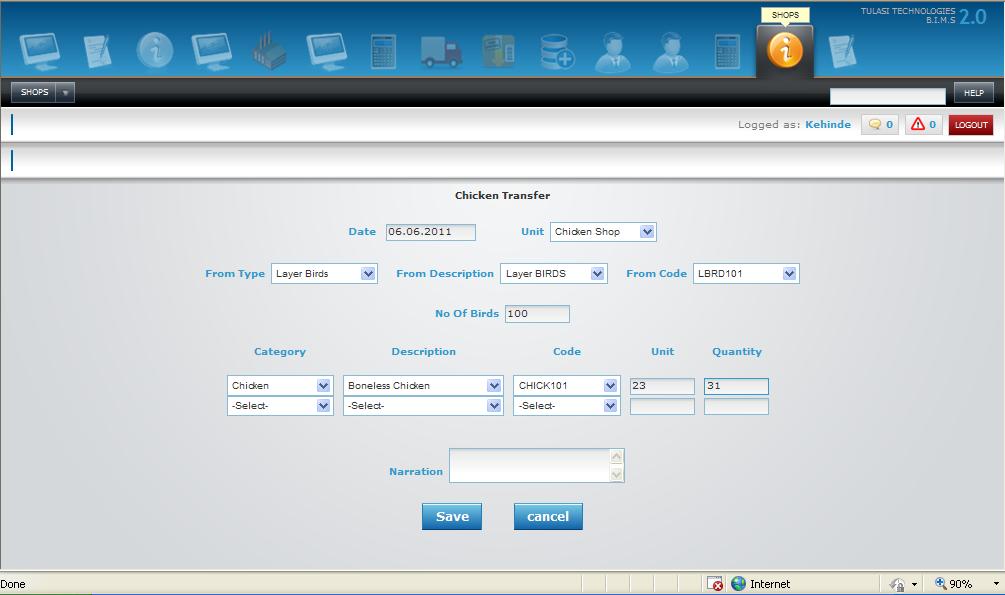 SHOPS
TULASI TECHNOLOGIES
B.I.M.S 2.0
SHOPS
HELP
Logged as: Kehinde 0 0 LOGOUT
Chicken Transfer
Date 06.06.2011 Unit Chicken Shop
From Type Layer Birds From Description Layer BIRDS From Code LBRD101
No Of Birds 100
Category Description Code Unit Quantity
Chicken Boneless Chicken CHICK101 23 31
-Select- -Select- -Select-
Narration
Save cancel
Done Internet 90%